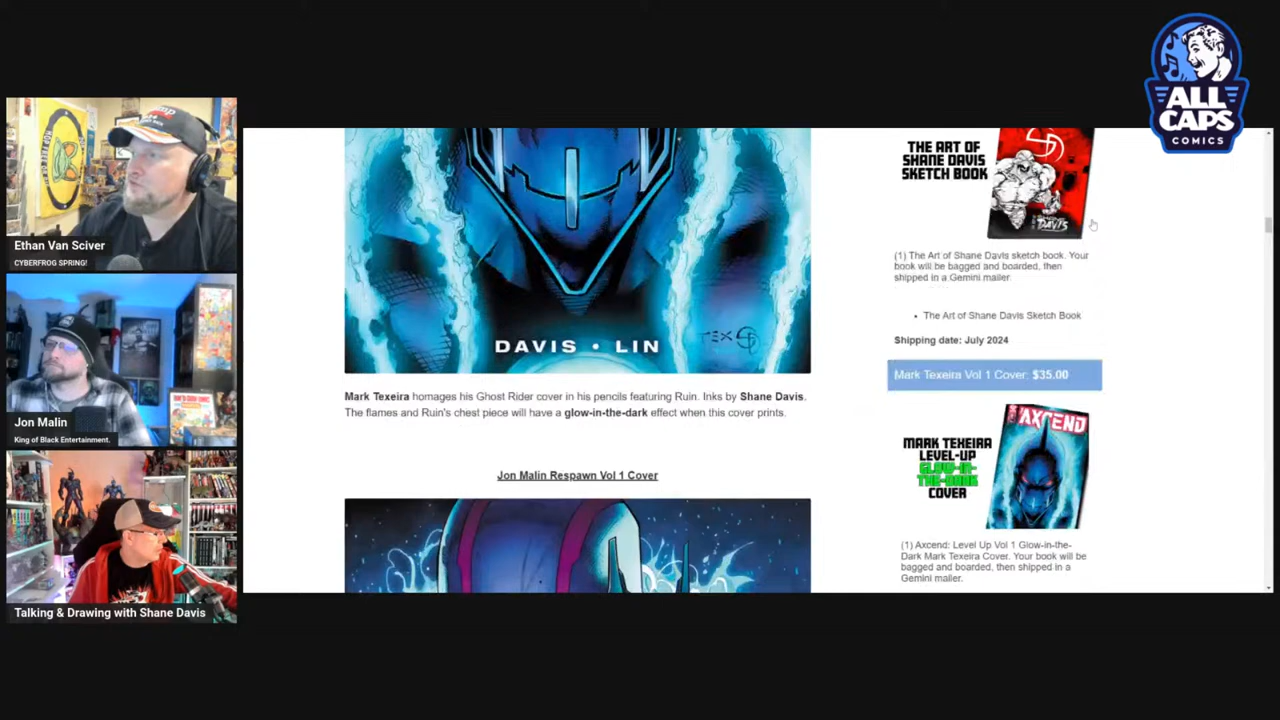 ALL
CAPS
COMICS
Ethan Van Sciver
CYBERFROG SPRING!
Jon Malin
King of Black Entertainment.
Talking & Drawing with Shane Davis
DAVIS • LIN
TEX
Mark Texeira homages his Ghost Rider cover in his pencils featuring Ruin. Inks by Shane Davis.
The flames and Ruin's chest piece will have a glow-in-the-dark effect when this cover prints.
Jon Malin Respawn Vol 1 Cover
THE ART OF
SHANE DAVIS
SKETCH BOOK
DAVIS
(1) The Art of Shane Davis sketch book. Your
book will be bagged and boarded, then
shipped in a Gemini mailer.
• The Art of Shane Davis Sketch Book
Shipping date: July 2024
Mark Texeira Vol 1 Cover: $35.00
MARK TEXEIRA
LEVEL-UP
GLOW-IN-
THE-DARK
COVER
AXCEND
(1) Axcend: Level Up Vol 1 Glow-in-the-
Dark Mark Texeira Cover. Your book will be
bagged and boarded, then shipped in a
Gemini mailer.